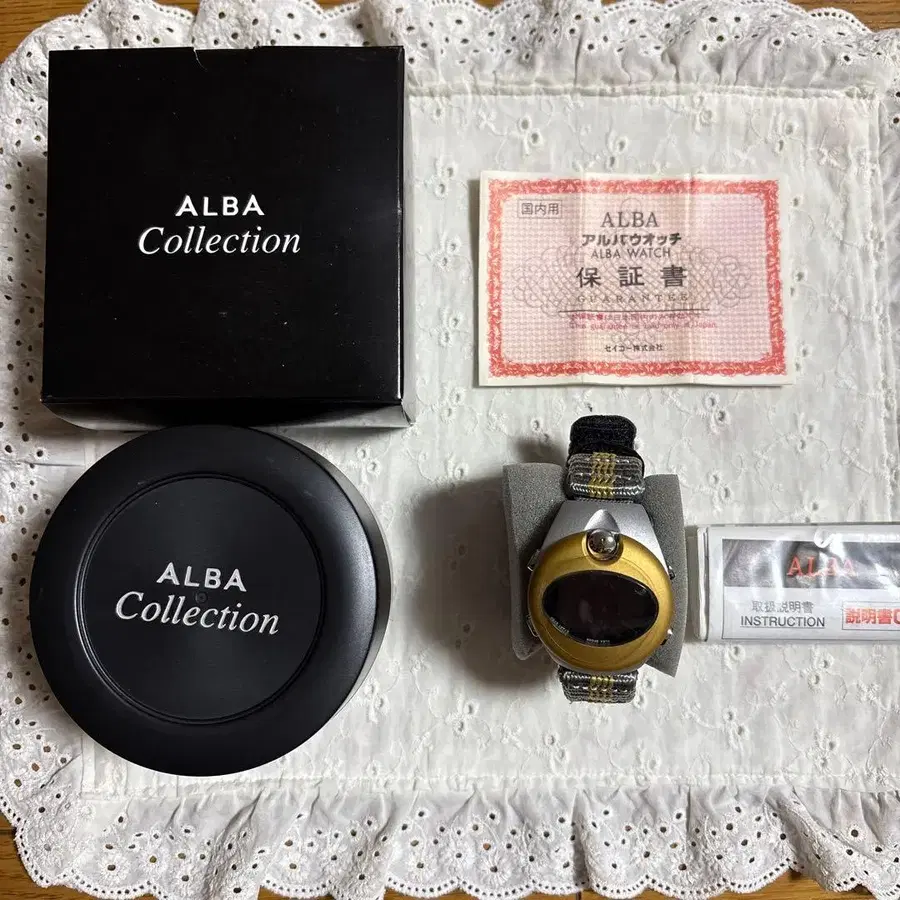 ALBA
Collection
国内用
ALBA
アルバウオッチ
ALBA WATCH
保証書
GUARANTEE
セイコー株式会社
ALBA
Collection
ALBA
取扱説明書
INSTRUCTION
説明書